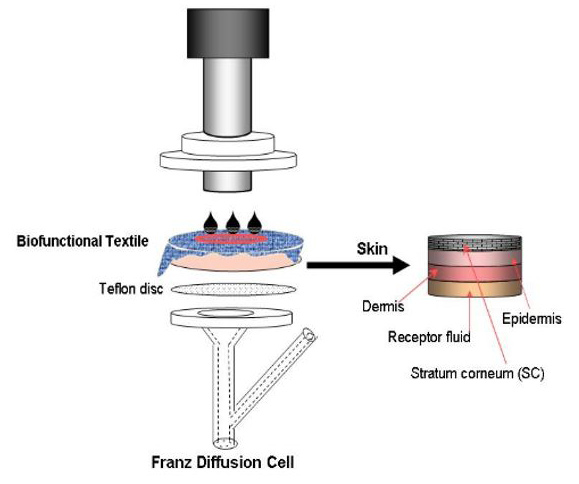 Biofunctional Textile
Skin
Teflon disc
Dermis
Epidermis
Receptor fluid
Stratum corneum (SC)
Franz Diffusion Cell